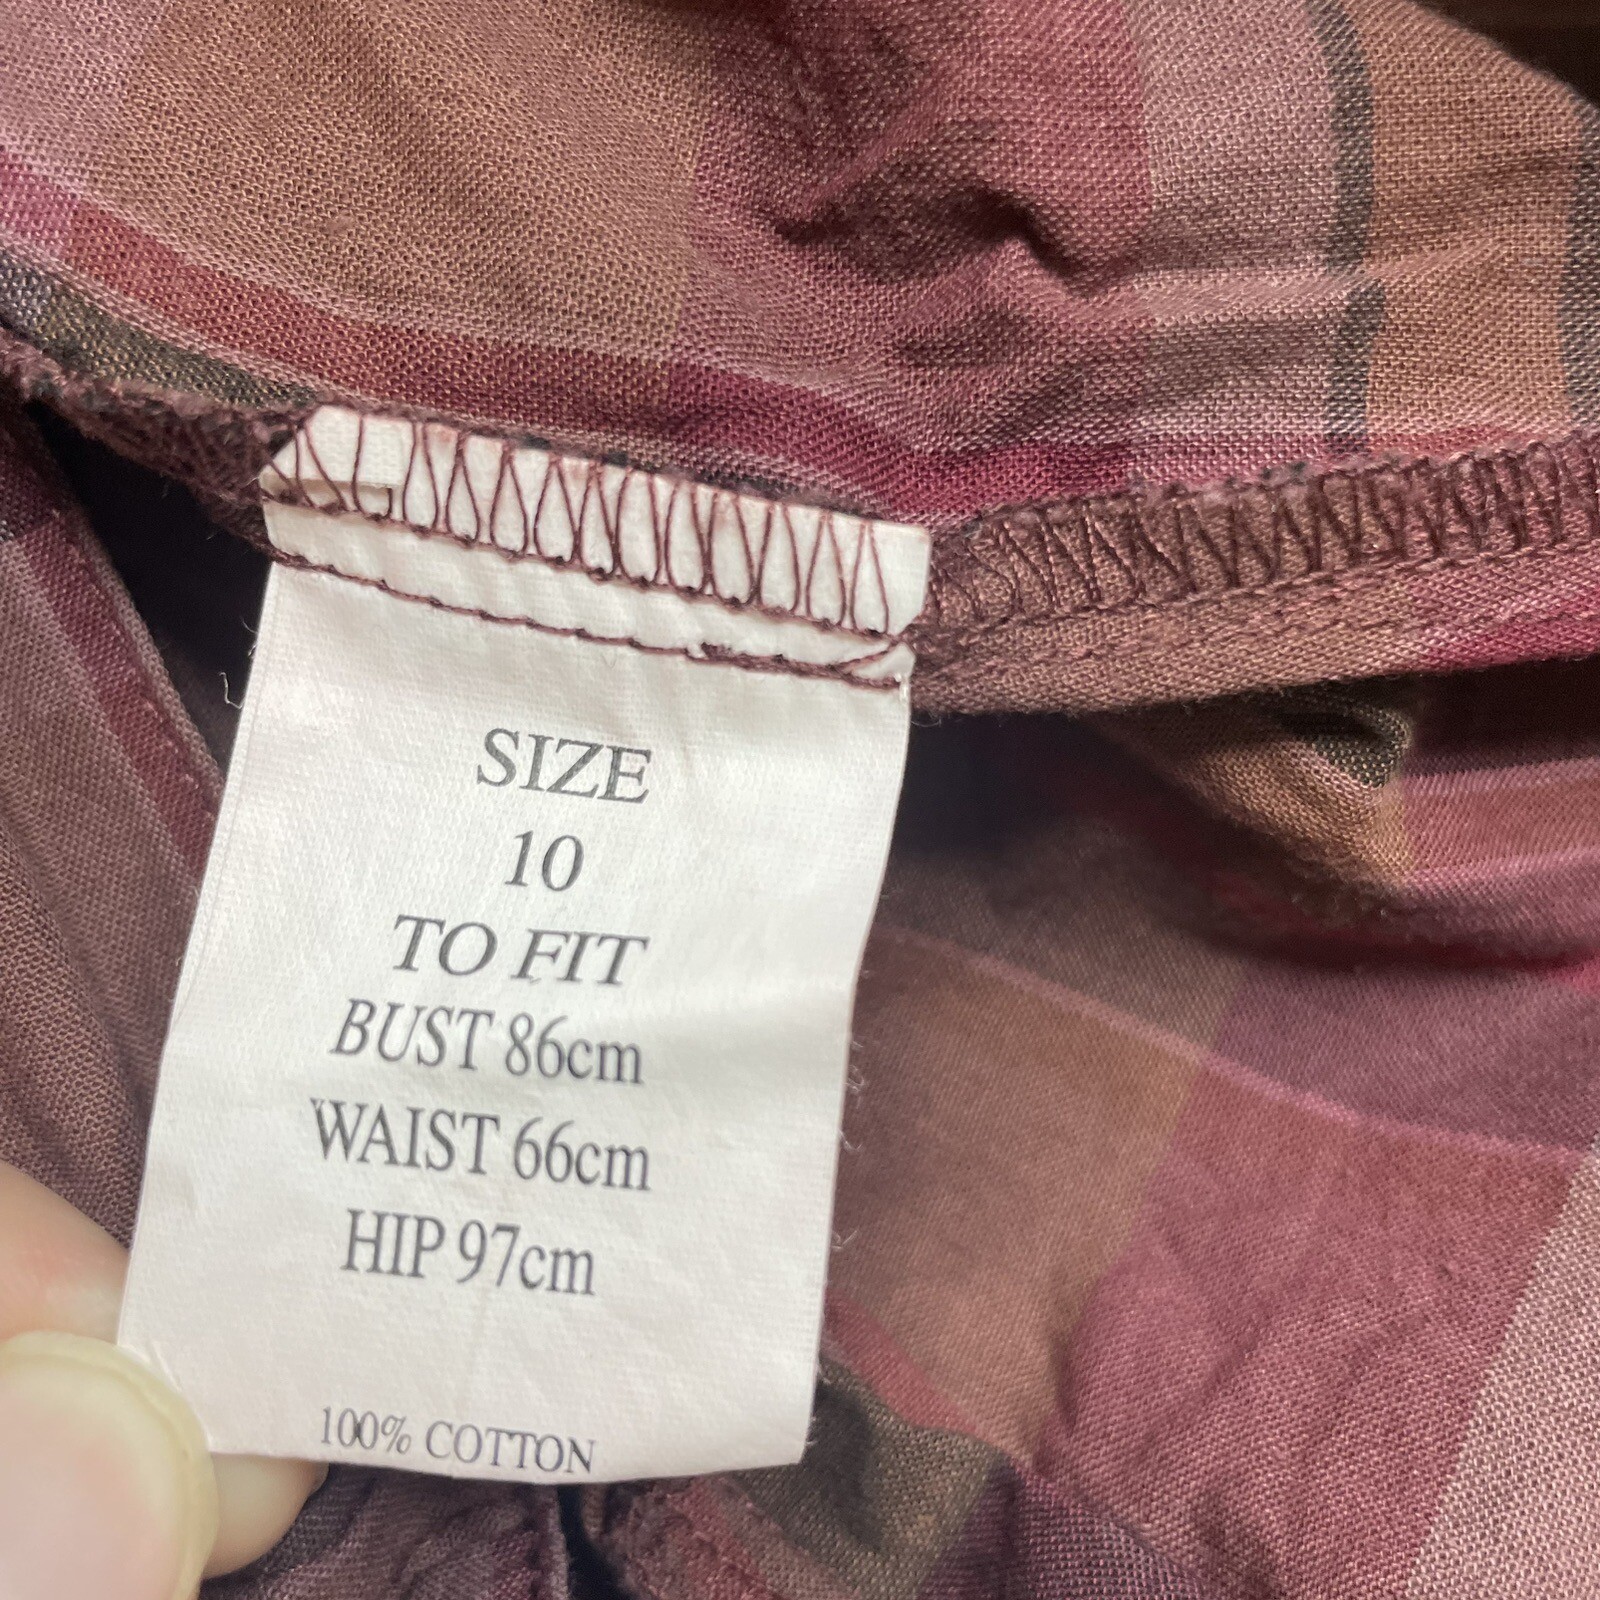 SIZE
10
TO FIT
BUST 86cm
WAIST 66cm
HIP 97cm
100% COTTON